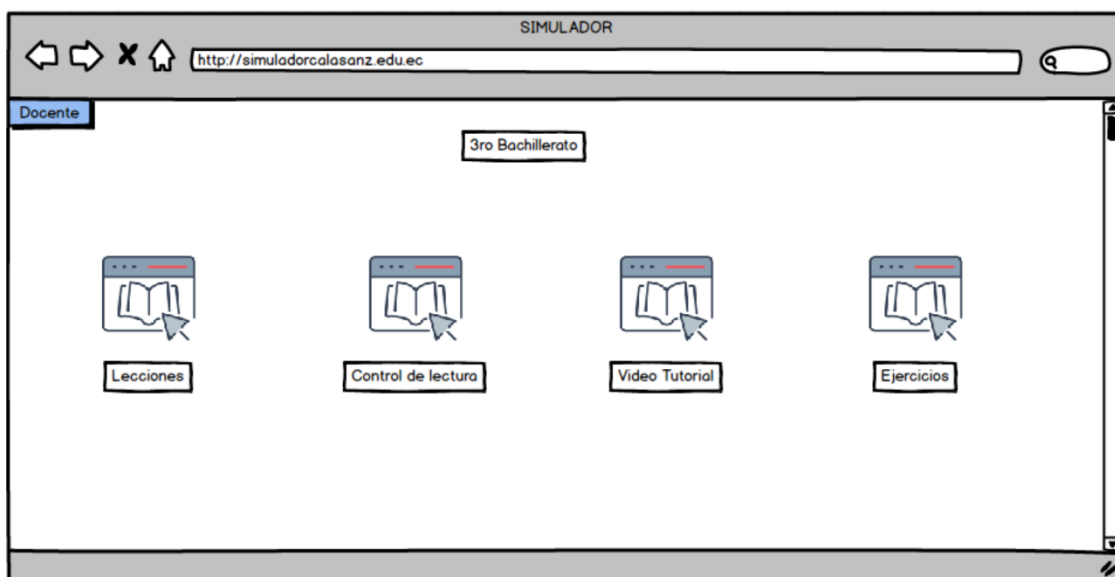 SIMULADOR
http://simuladorcalasanz.edu.ec
Docente
3ro Bachillerato
Lecciones
Control de lectura
Video Tutorial
Ejercicios